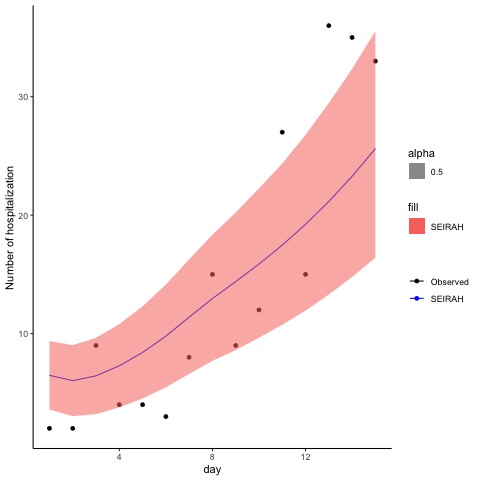 Number of hospitalization
30
20
10
4
8
12
day
alpha
0.5
fill
SEIRAH
Observed
SEIRAH